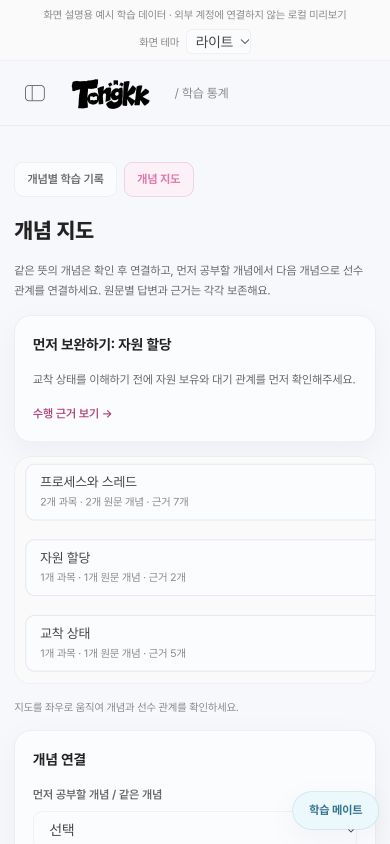 화면 설명용 예시 학습 데이터 · 외부 계정에 연결하지 않는 로컬 미리보기
화면 테마 라이트
Tongkk / 학습 통계
개념별 학습 기록 개념 지도
개념 지도
같은 뜻의 개념은 확인 후 연결하고, 먼저 공부할 개념에서 다음 개념으로 선수
관계를 연결하세요. 원문별 답변과 근거는 각각 보존해요.
먼저 보완하기: 자원 할당
교착 상태를 이해하기 전에 자원 보유와 대기 관계를 먼저 확인해주세요.
수행 근거 보기 →
프로세스와 스레드
2개 과목 · 2개 원문 개념 · 근거 7개
자원 할당
1개 과목 · 1개 원문 개념 · 근거 2개
교착 상태
1개 과목 · 1개 원문 개념 · 근거 5개
지도를 좌우로 움직여 개념과 선수 관계를 확인하세요.
개념 연결
먼저 공부할 개념 / 같은 개념
선택
학습 메이트